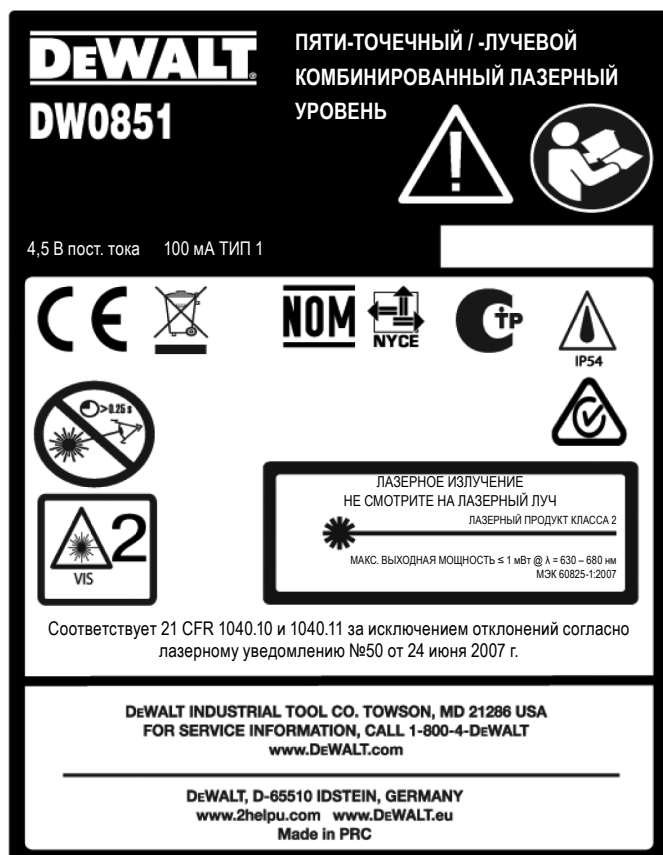 DEWALT
DW0851
ПЯТИ-ТОЧЕЧНЫЙ / -ЛУЧЕВОЙ
КОМБИНИРОВАННЫЙ ЛАЗЕРНЫЙ
УРОВЕНЬ
4,5 В пост. тока 100 мА ТИП 1
CE
NOM
NYCE
C TP
IP54
>0.25 s
2
VIS
ЛАЗЕРНОЕ ИЗЛУЧЕНИЕ
НЕ СМОТРИТЕ НА ЛАЗЕРНЫЙ ЛУЧ
ЛАЗЕРНЫЙ ПРОДУКТ КЛАССА 2
МАКС. ВЫХОДНАЯ МОЩНОСТЬ ≤ 1 мВт @ λ = 630 – 680 нм
МЭК 60825-1:2007
Соответствует 21 CFR 1040.10 и 1040.11 за исключением отклонений согласно
лазерному уведомлению №50 от 24 июня 2007 г.
DEWALT INDUSTRIAL TOOL CO. TOWSON, MD 21286 USA
FOR SERVICE INFORMATION, CALL 1-800-4-DEWALT
www.DEWALT.com
DEWALT, D-65510 IDSTEIN, GERMANY
www.2helpu.com www.DEWALT.eu
Made in PRC